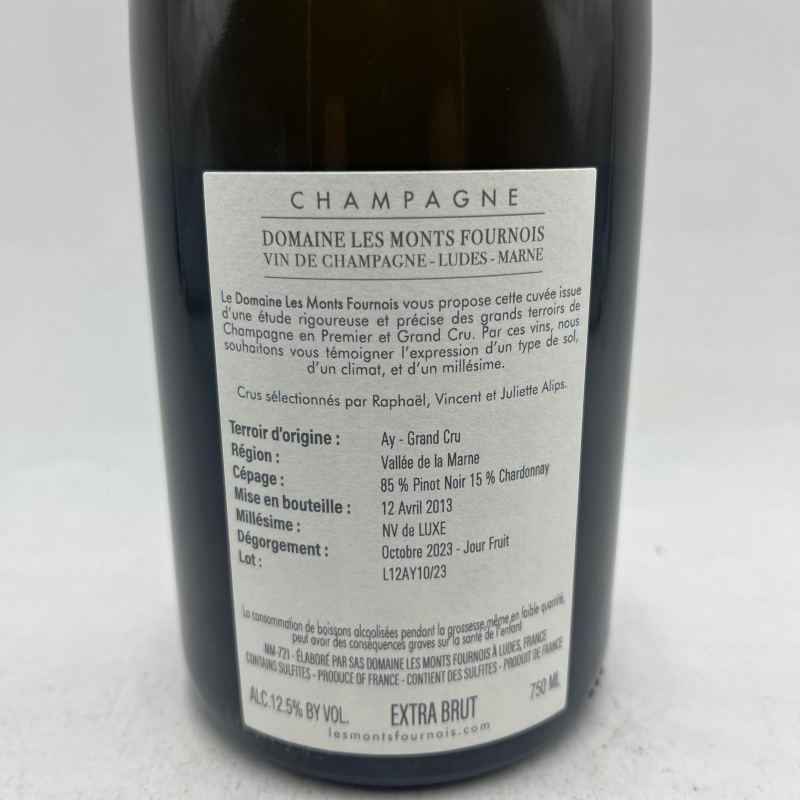 CHAMPAGNE
DOMAINE LES MONTS FOURNOIS
VIN DE CHAMPAGNE - LUDES - MARNE
Le Domaine Les Monts Fournois vous propose cette cuvée issue
d'une étude rigoureuse et précise des grands terroirs de
Champagne en Premier et Grand Cru. Par ces vins, nous
souhaitons vous témoigner l'expression d'un type de sol,
d'un climat, et d'un millésime.
Crus sélectionnés par Raphaël, Vincent et Juliette Alips.
Terroir d'origine : Ay - Grand Cru
Région : Vallée de la Marne
Cépage : 85 % Pinot Noir 15 % Chardonnay
Mise en bouteille : 12 Avril 2013
Millésime : NV de LUXE
Dégorgement : Octobre 2023 - Jour Fruit
Lot : L12AY10/23
La consommation de boissons alcoolisées pendant la grossesse, même en faible quantité,
peut avoir des conséquences graves sur la santé de l'enfant
NM-721 - ÉLABORÉ PAR SAS DOMAINE LES MONTS FOURNOIS À LUDES, FRANCE
CONTAINS SULFITES - PRODUCE OF FRANCE - CONTIENT DES SULFITES - PRODUIT DE FRANCE
ALC.12.5% BY VOL. EXTRA BRUT 750 ML
lesmontsfournois.com